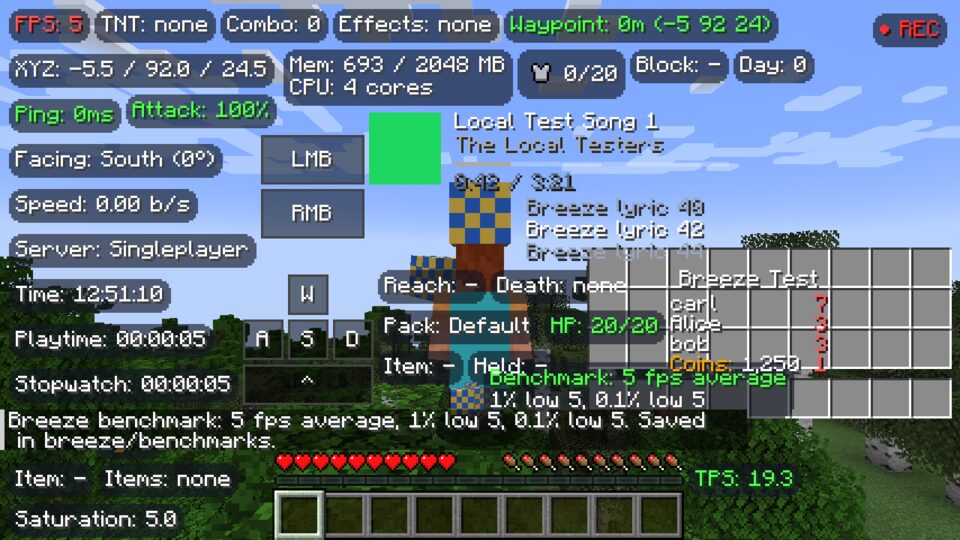 FPS: 5 TNT: none Combo: 0 Effects: none Waypoint: 0m (-5 92 24) REC
XYZ: -5.5 / 92.0 / 24.5 Mem: 693 / 2048 MB 0/20 Block: - Day: 0
CPU: 4 cores
Ping: 0ms Attack: 100%
Local Test Song 1
The Local Testers
Facing: South (0°) LMB
0:42 / 3:21
Speed: 0.00 b/s RMB
Breeze lyric 40
Breeze lyric 42
Server: Singleplayer
Breeze lyric 44
Breeze Test
Time: 12:51:10 W Reach: - Death: none
carl 7
Playtime: 00:00:05 A S D Pack: Default HP: 20/20 Alice 3
bob 3
Item: - Held: - Coins: 1,250 1
Stopwatch: 00:00:05 ^ Benchmark: 5 fps average
1% low 5, 0.1% low 5
Breeze benchmark: 5 fps average, 1% low 5, 0.1% low 5. Saved
in breeze/benchmarks.
Item: - Items: none TPS: 19.3
Saturation: 5.0